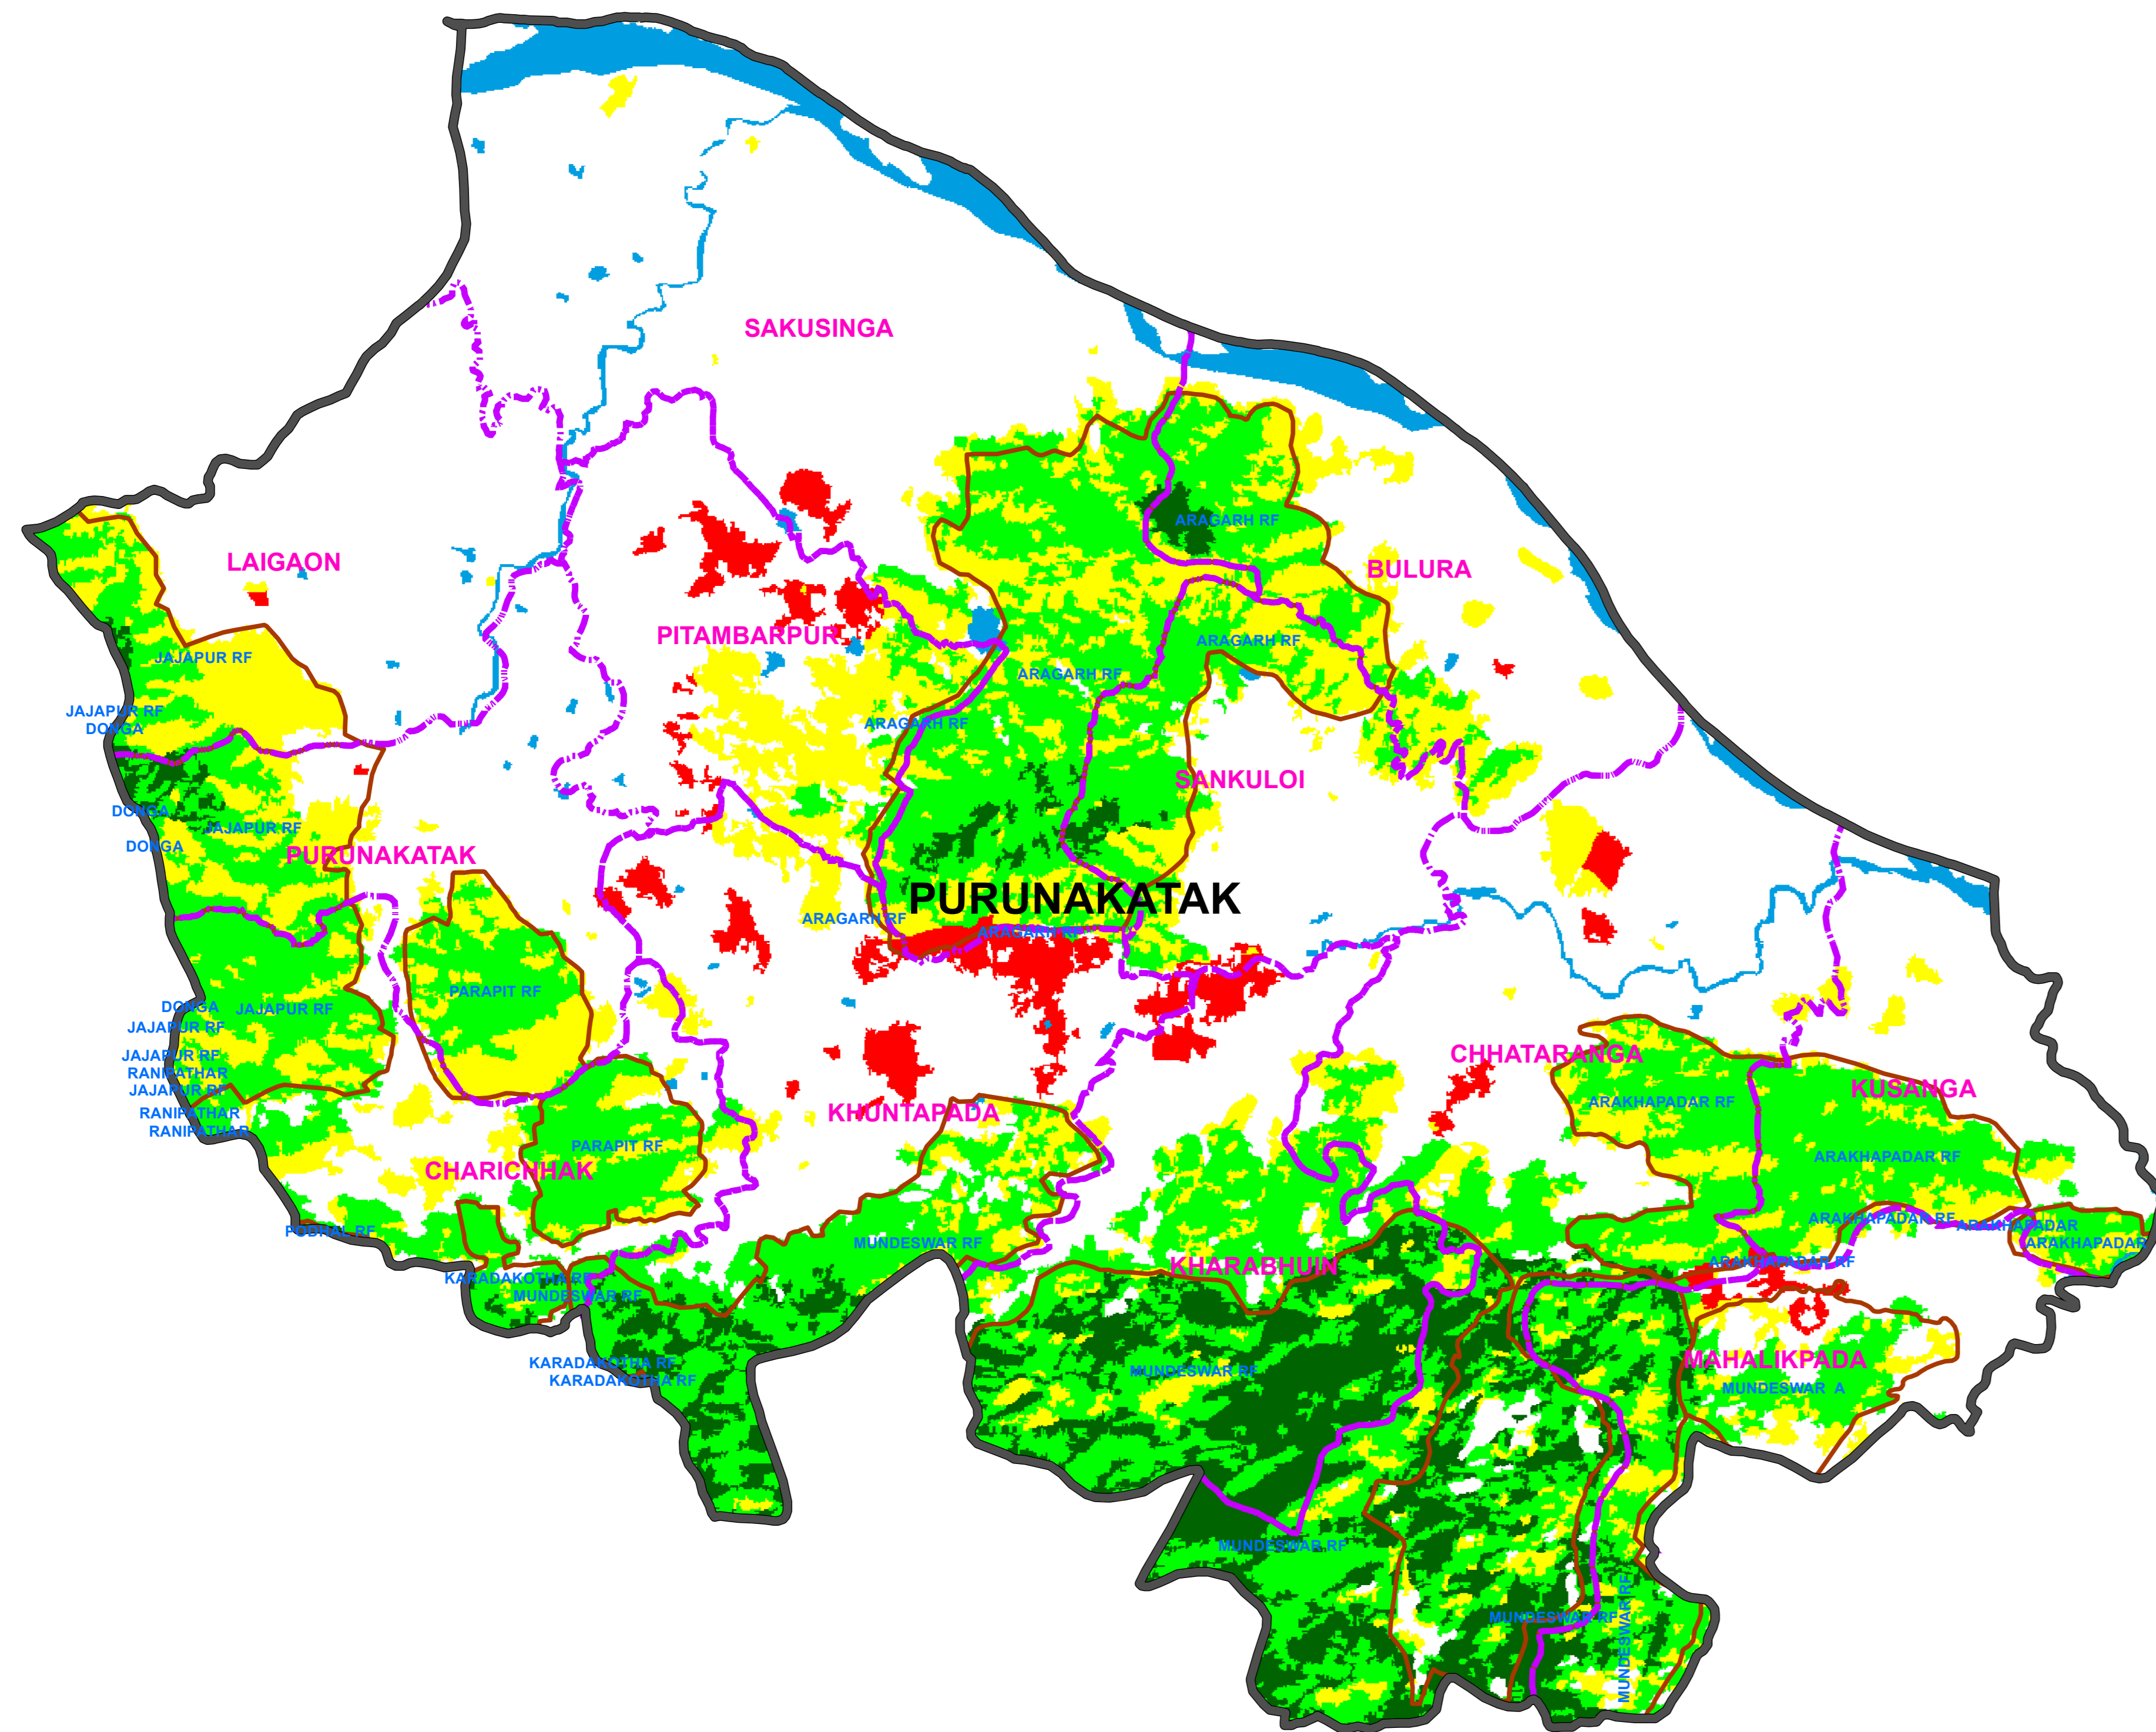 SAKUSINGA
ARAGARH RF
LAIGAON
BULURA
PITAMBARPUR
ARAGARH RF
JAJAPUR RF
ARAGARH RF
JAJAPUR RF
DONGA
ARAGARH RF
SANKULOI
DONGA
JAJAPUR RF
DONGA
PURUNAKATAK
PURUNAKATAK
ARAGARH RF
ARAGARH RF
PARAPIT RF
DONGA
JAJAPUR RF
JAJAPUR RF
CHHATARANGA
JAJAPUR RF
RANIPATHAR
JAJAPUR RF
KUSANGA
ARAKHAPADAR RF
RANIPATHAR
KHUNTAPADA
RANIPATHAR
PARAPIT RF
ARAKHAPADAR RF
CHARICHHAK
ARAKHAPADAR RF
ARAKHAPADAR
PODHAL RF
MUNDESWAR RF
ARAKHAPADAR
ARAKHAPADAR RF
KHARABHUIN
KARADAKOTHA RF
MUNDESWAR RF
MAHALIKPADA
KARADAKOTHA RF
MUNDESWAR RF
KARADAKOTHA RF
MUNDESWAR A
MUNDESWAR RF
MUNDESWAR RF
MUNDESWAR RF